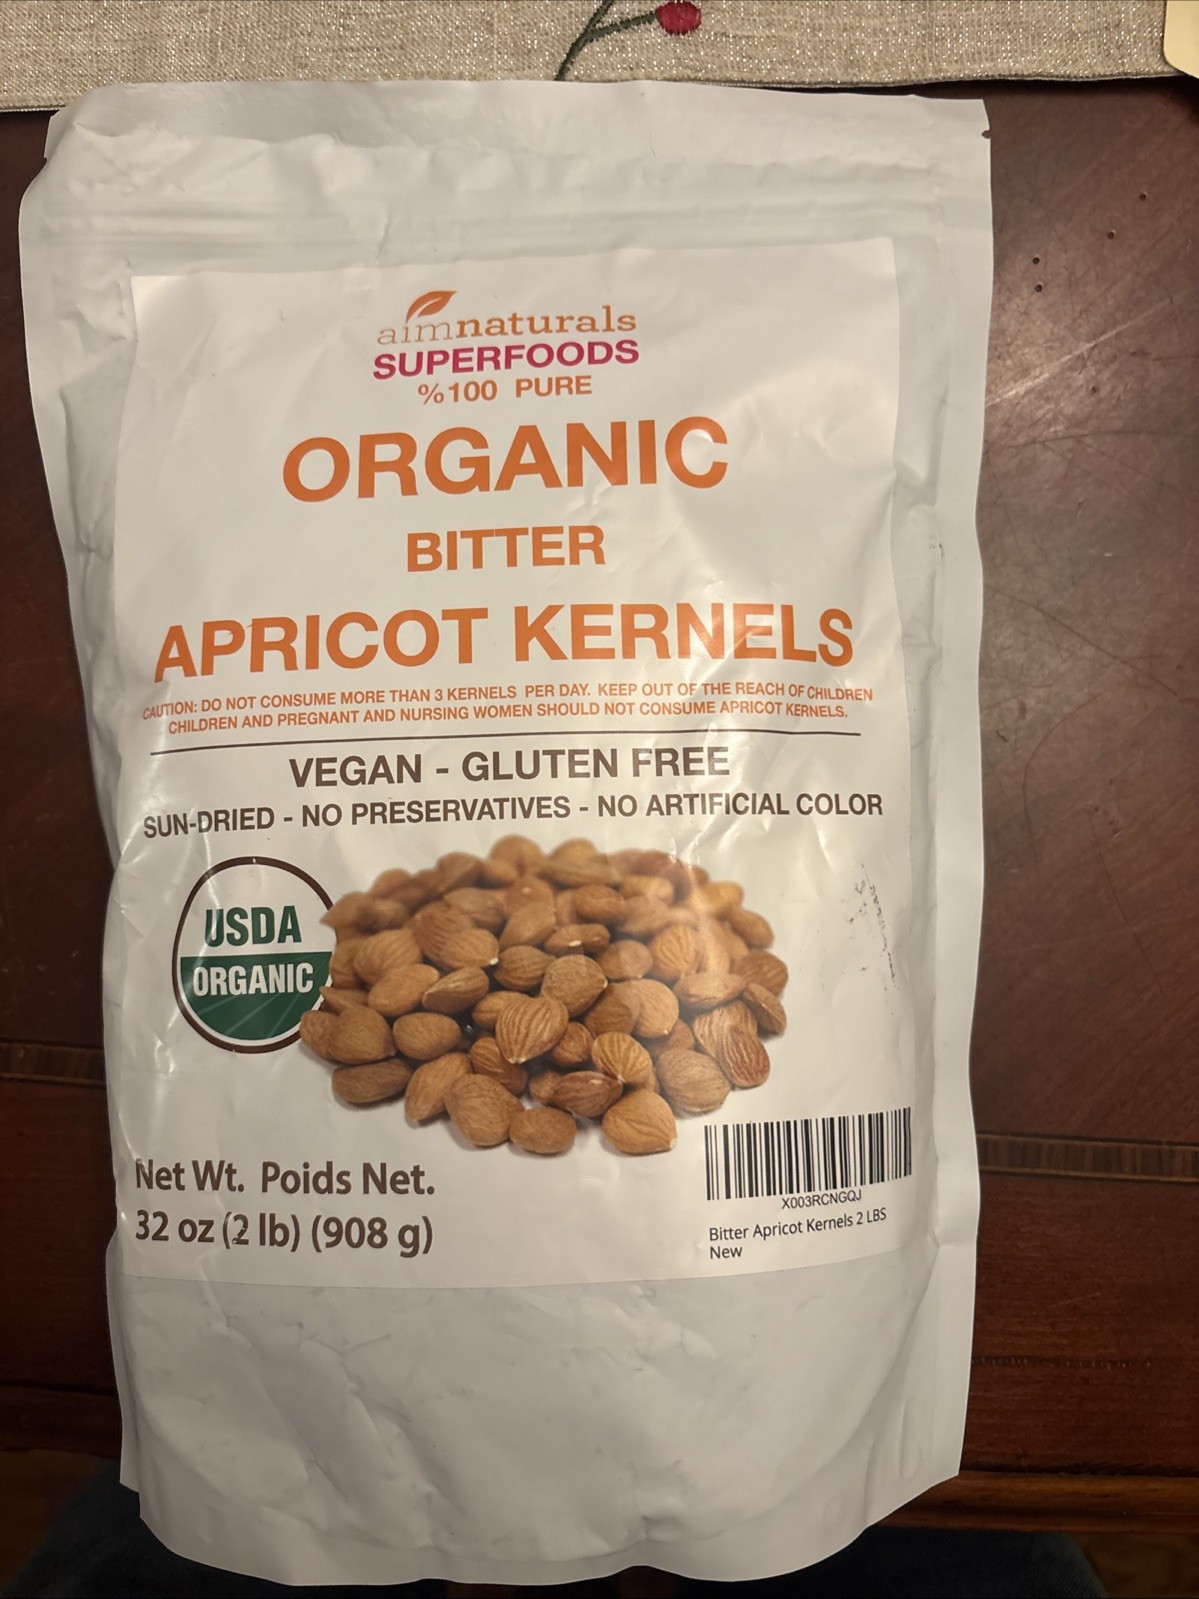 aimnaturals
SUPERFOODS
%100 PURE
ORGANIC
BITTER
APRICOT KERNELS
CAUTION: DO NOT CONSUME MORE THAN 3 KERNELS PER DAY. KEEP OUT OF THE REACH OF CHILDREN
CHILDREN AND PREGNANT AND NURSING WOMEN SHOULD NOT CONSUME APRICOT KERNELS.
VEGAN - GLUTEN FREE
SUN-DRIED - NO PRESERVATIVES - NO ARTIFICIAL COLOR
USDA
ORGANIC
Net Wt. Poids Net.
32 oz (2 lb) (908 g)
X003RCNGQJ
Bitter Apricot Kernels 2 LBS
New